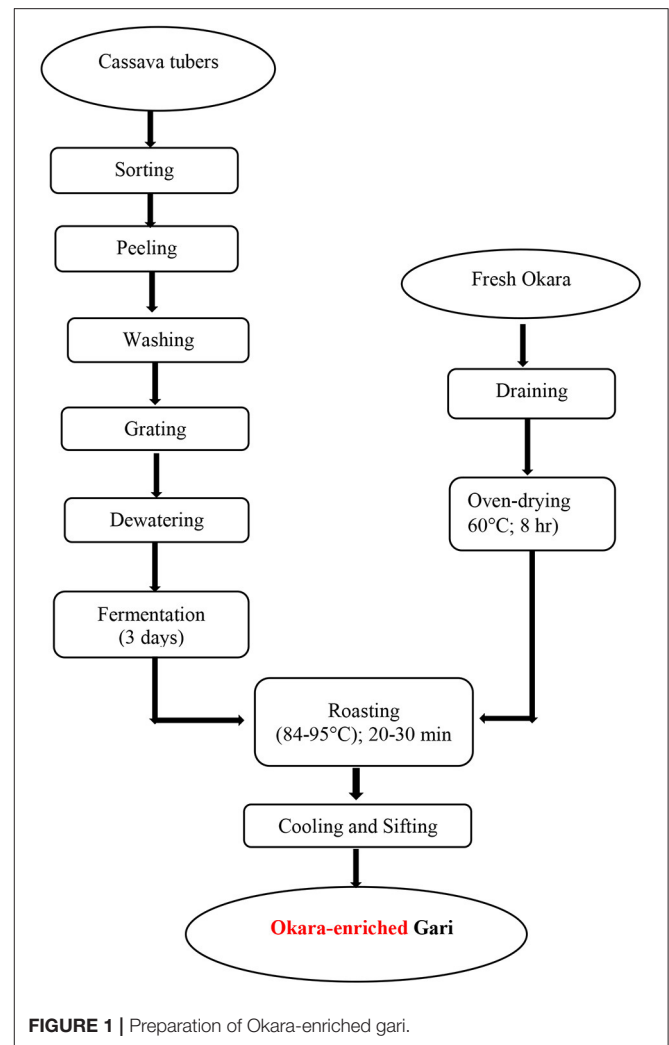 Cassava tubers
Sorting
Peeling
Washing
Grating
Dewatering
Fermentation
(3 days)
Fresh Okara
Draining
Oven-drying
60°C; 8 hr)
Roasting
(84-95°C); 20-30 min
Cooling and Sifting
Okara-enriched Gari
FIGURE 1 | Preparation of Okara-enriched gari.